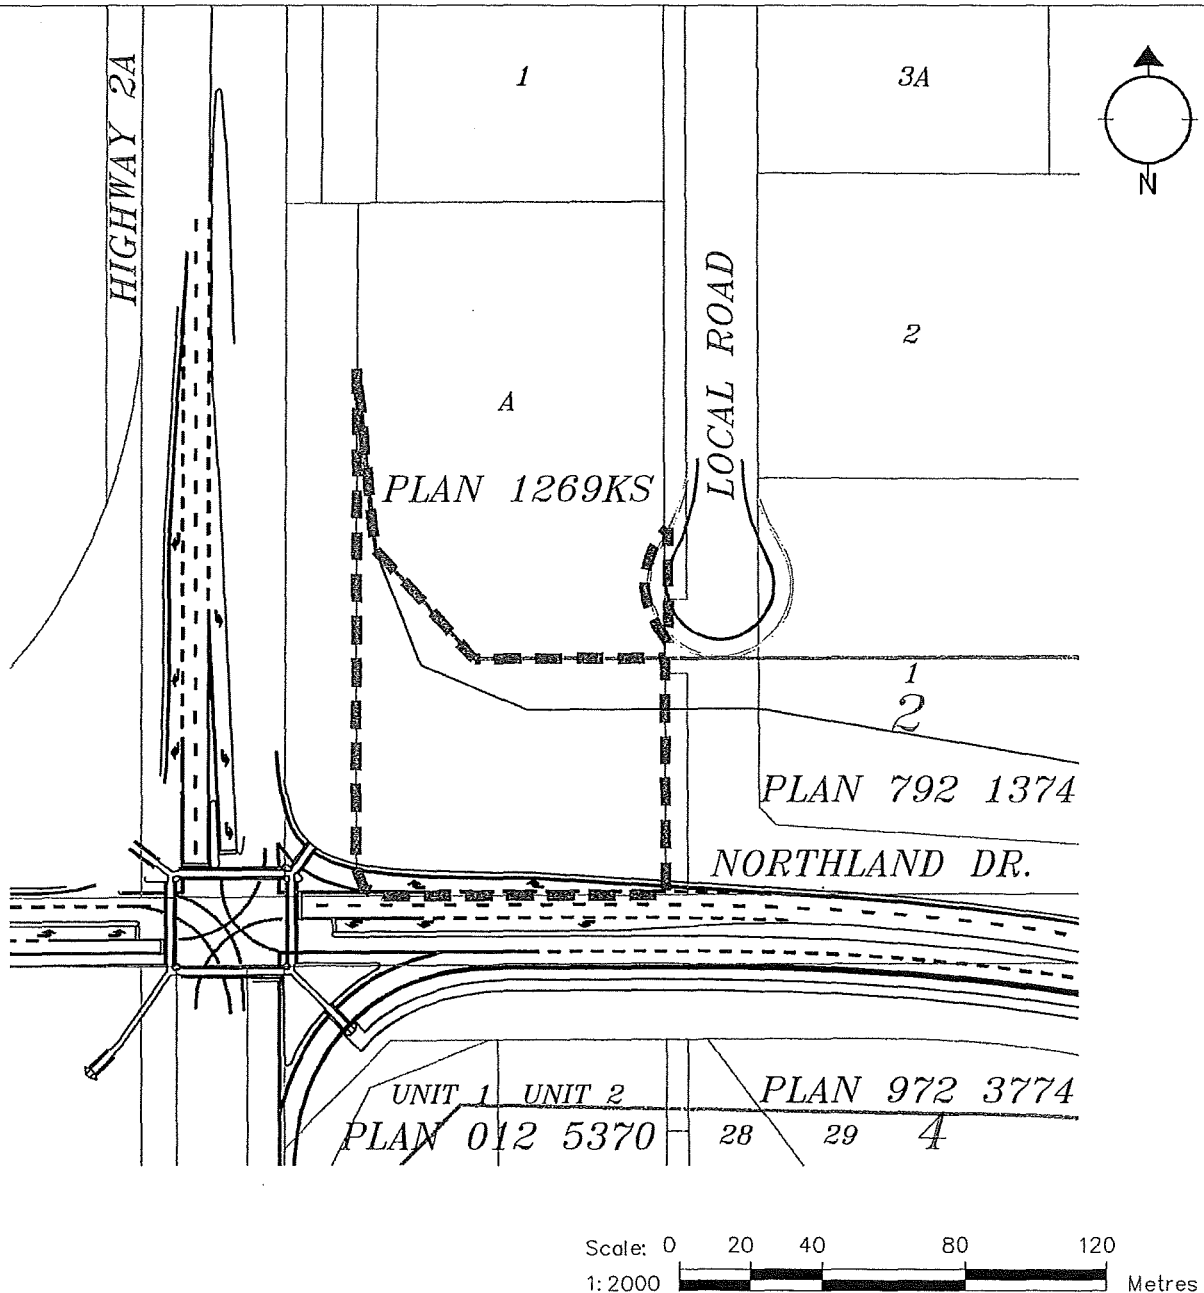 HIGHWAY 2A
1
3A
N
LOCAL ROAD
2
A
PLAN 1269KS
1
2
PLAN 792 1374
NORTHLAND DR.
UNIT 1 UNIT 2
PLAN 972 3774
PLAN 012 5370
28 29 4
Scale: 0 20 40 80 120
1:2000 Metres